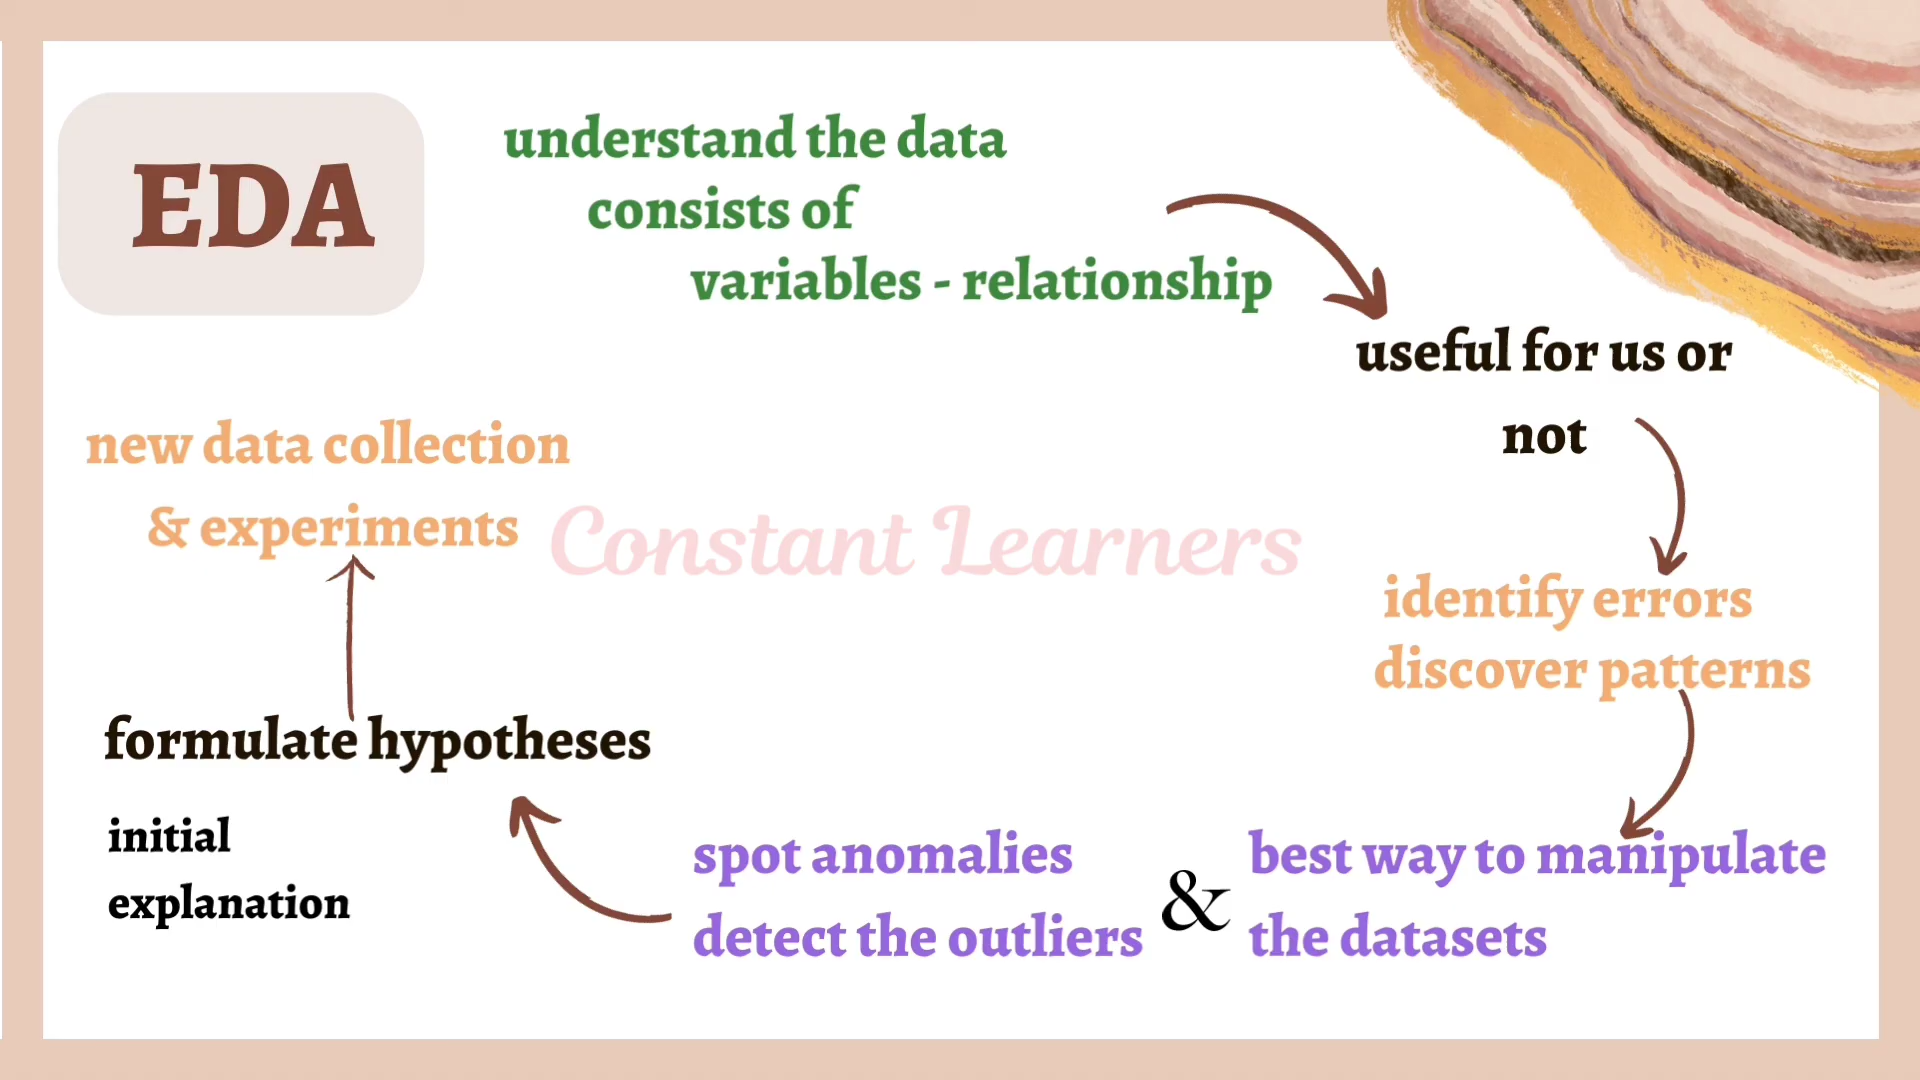 EDA
understand the data
consists of
variables - relationship
useful for us or
not
identify errors
discover patterns
best way to manipulate
the datasets
&
spot anomalies
detect the outliers
formulate hypotheses
initial
explanation
new data collection
& experiments
Constant Learners